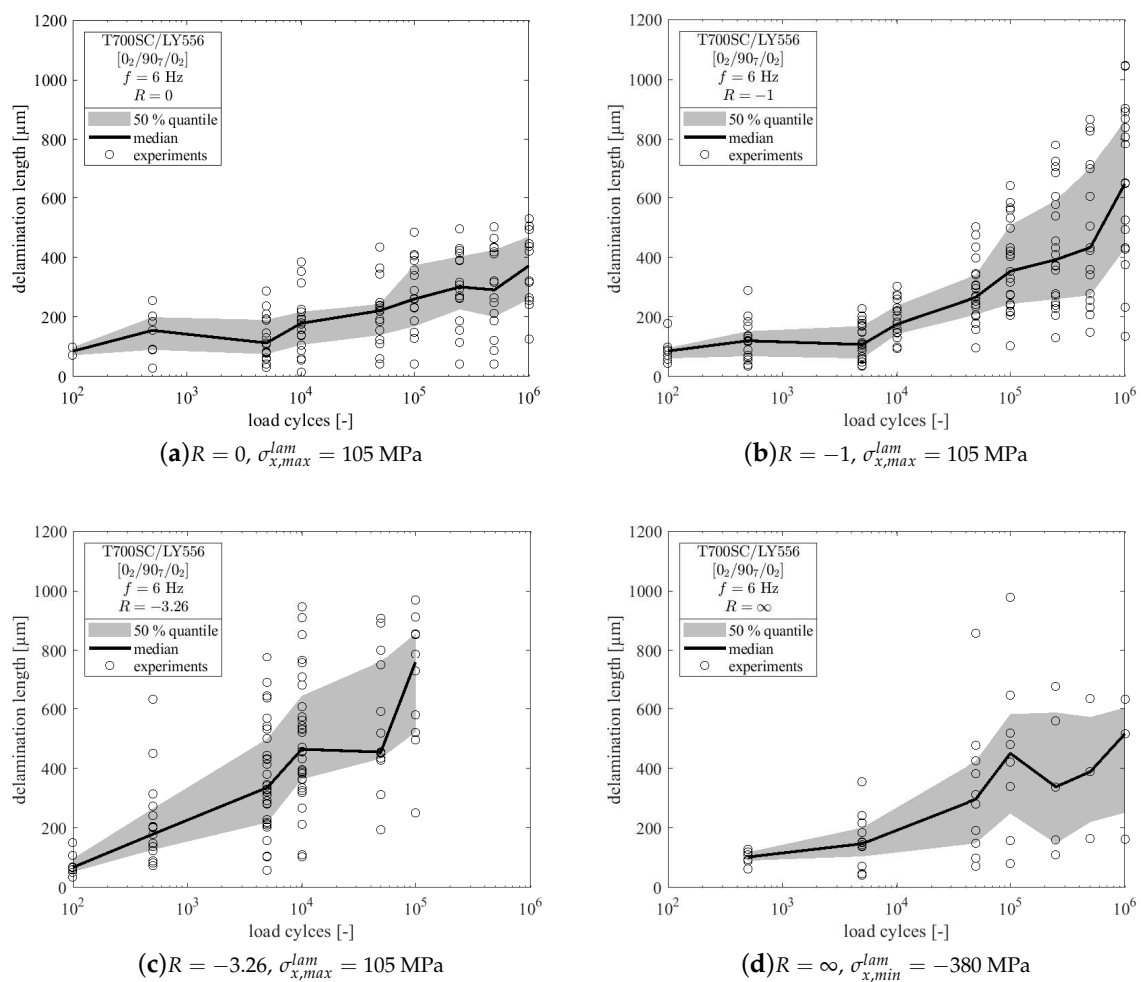 1200
1000
800
600
400
200
0
delamination length [µm]
T700SC/LY556
[0₂/90₇/0₂]
f = 6 Hz
R = 0
50 % quantile
median
experiments
10² 10³ 10⁴ 10⁵ 10⁶
load cylces [-]
(a)R = 0, σ^{lam}_{x,max} = 105 MPa
1200
1000
800
600
400
200
0
delamination length [µm]
T700SC/LY556
[0₂/90₇/0₂]
f = 6 Hz
R = −1
50 % quantile
median
experiments
10² 10³ 10⁴ 10⁵ 10⁶
load cylces [-]
(b)R = −1, σ^{lam}_{x,max} = 105 MPa
1200
1000
800
600
400
200
0
delamination length [µm]
T700SC/LY556
[0₂/90₇/0₂]
f = 6 Hz
R = −3.26
50 % quantile
median
experiments
10² 10³ 10⁴ 10⁵ 10⁶
load cylces [-]
(c)R = −3.26, σ^{lam}_{x,max} = 105 MPa
1200
1000
800
600
400
200
0
delamination length [µm]
T700SC/LY556
[0₂/90₇/0₂]
f = 6 Hz
R = ∞
50 % quantile
median
experiments
10² 10³ 10⁴ 10⁵ 10⁶
load cylces [-]
(d)R = ∞, σ^{lam}_{x,min} = −380 MPa